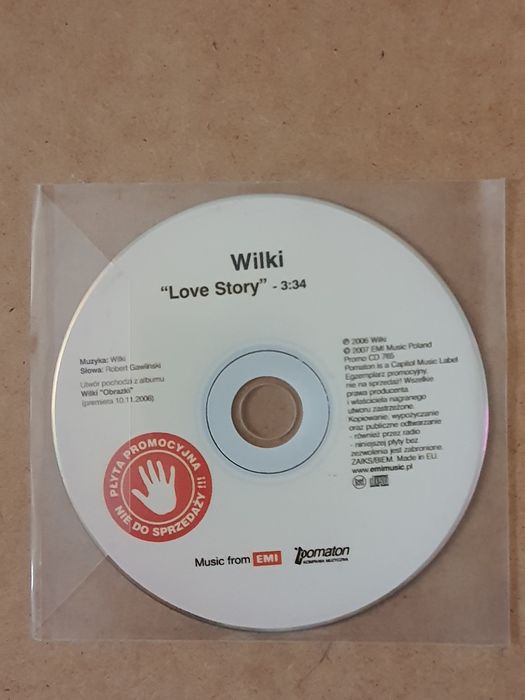 Wilki
"Love Story" - 3:34
Muzyka: Wilki
Słowa: Robert Gawliński
Utwór pochodzi z albumu
Wilki "Obrazki"
(premiera 10.11.2006)
℗ 2006 Wilki
© 2007 EMI Music Poland
Promo CD 765
Pomaton is a Capitol Music Label
Egzemplarz promocyjny,
nie na sprzedaż! Wszelkie
prawa producenta
i właściciela nagranego
utworu zastrzeżone.
Kopiowanie, wypożyczanie
oraz publiczne odtwarzanie
- również przez radio
- niniejszej płyty bez
zezwolenia jest zabronione.
ZAIKS/BIEM. Made in EU.
www.emimusic.pl
PŁYTA PROMOCYJNA !!!
NIE DO SPRZEDAŻY
Music from EMI
pomaton
KOMPANIA MUZYCZNA